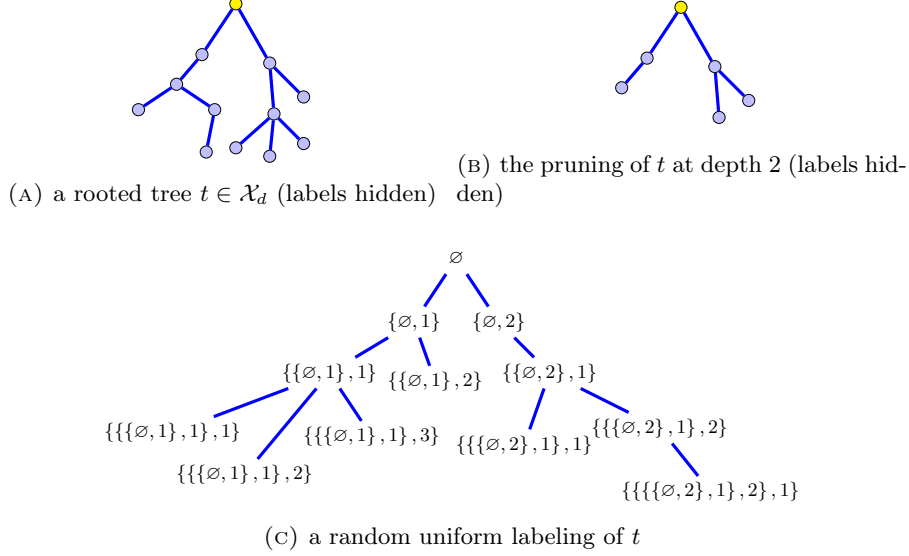 (A) a rooted tree t ∈ 𝒳_d (labels hidden)
(B) the pruning of t at depth 2 (labels hid-
den)
∅
{∅, 1} {∅, 2}
{{∅, 1} , 1} {{∅, 1} , 2} {{∅, 2} , 1}
{{{∅, 1} , 1} , 1} {{{∅, 1} , 1} , 3} {{{∅, 2} , 1} , 1} {{{∅, 2} , 1} , 2}
{{{∅, 1} , 1} , 2} {{{{∅, 2} , 1} , 2} , 1}
(C) a random uniform labeling of t